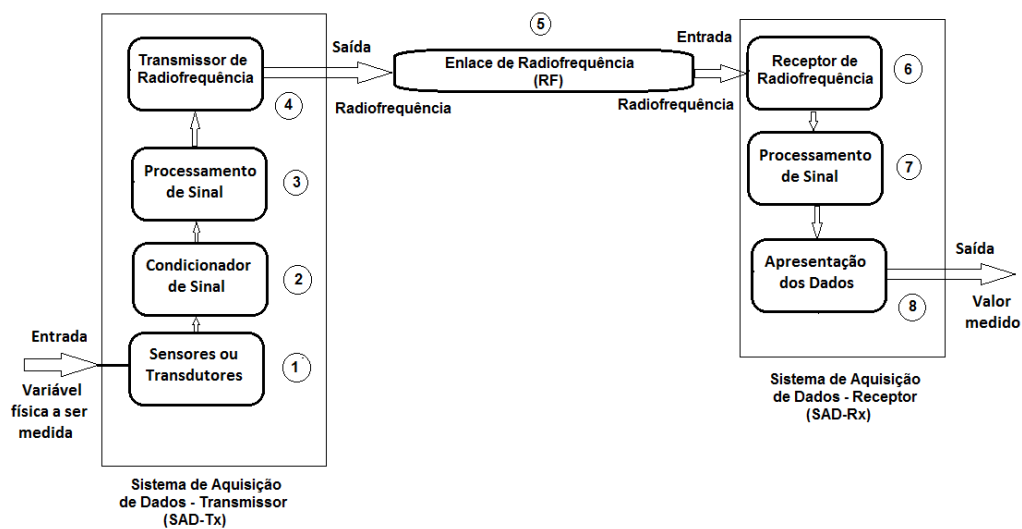 Entrada
Variável
física a ser
medida
Sensores ou
Transdutores
1
Condicionador
de Sinal
2
Processamento
de Sinal
3
Transmissor de
Radiofrequência
4
Sistema de Aquisição
de Dados - Transmissor
(SAD-Tx)
Saída
Radiofrequência
5
Enlace de Radiofrequência
(RF)
Entrada
Radiofrequência
Receptor de
Radiofrequência
6
Processamento
de Sinal
7
Apresentação
dos Dados
8
Saída
Valor
medido
Sistema de Aquisição
de Dados - Receptor
(SAD-Rx)